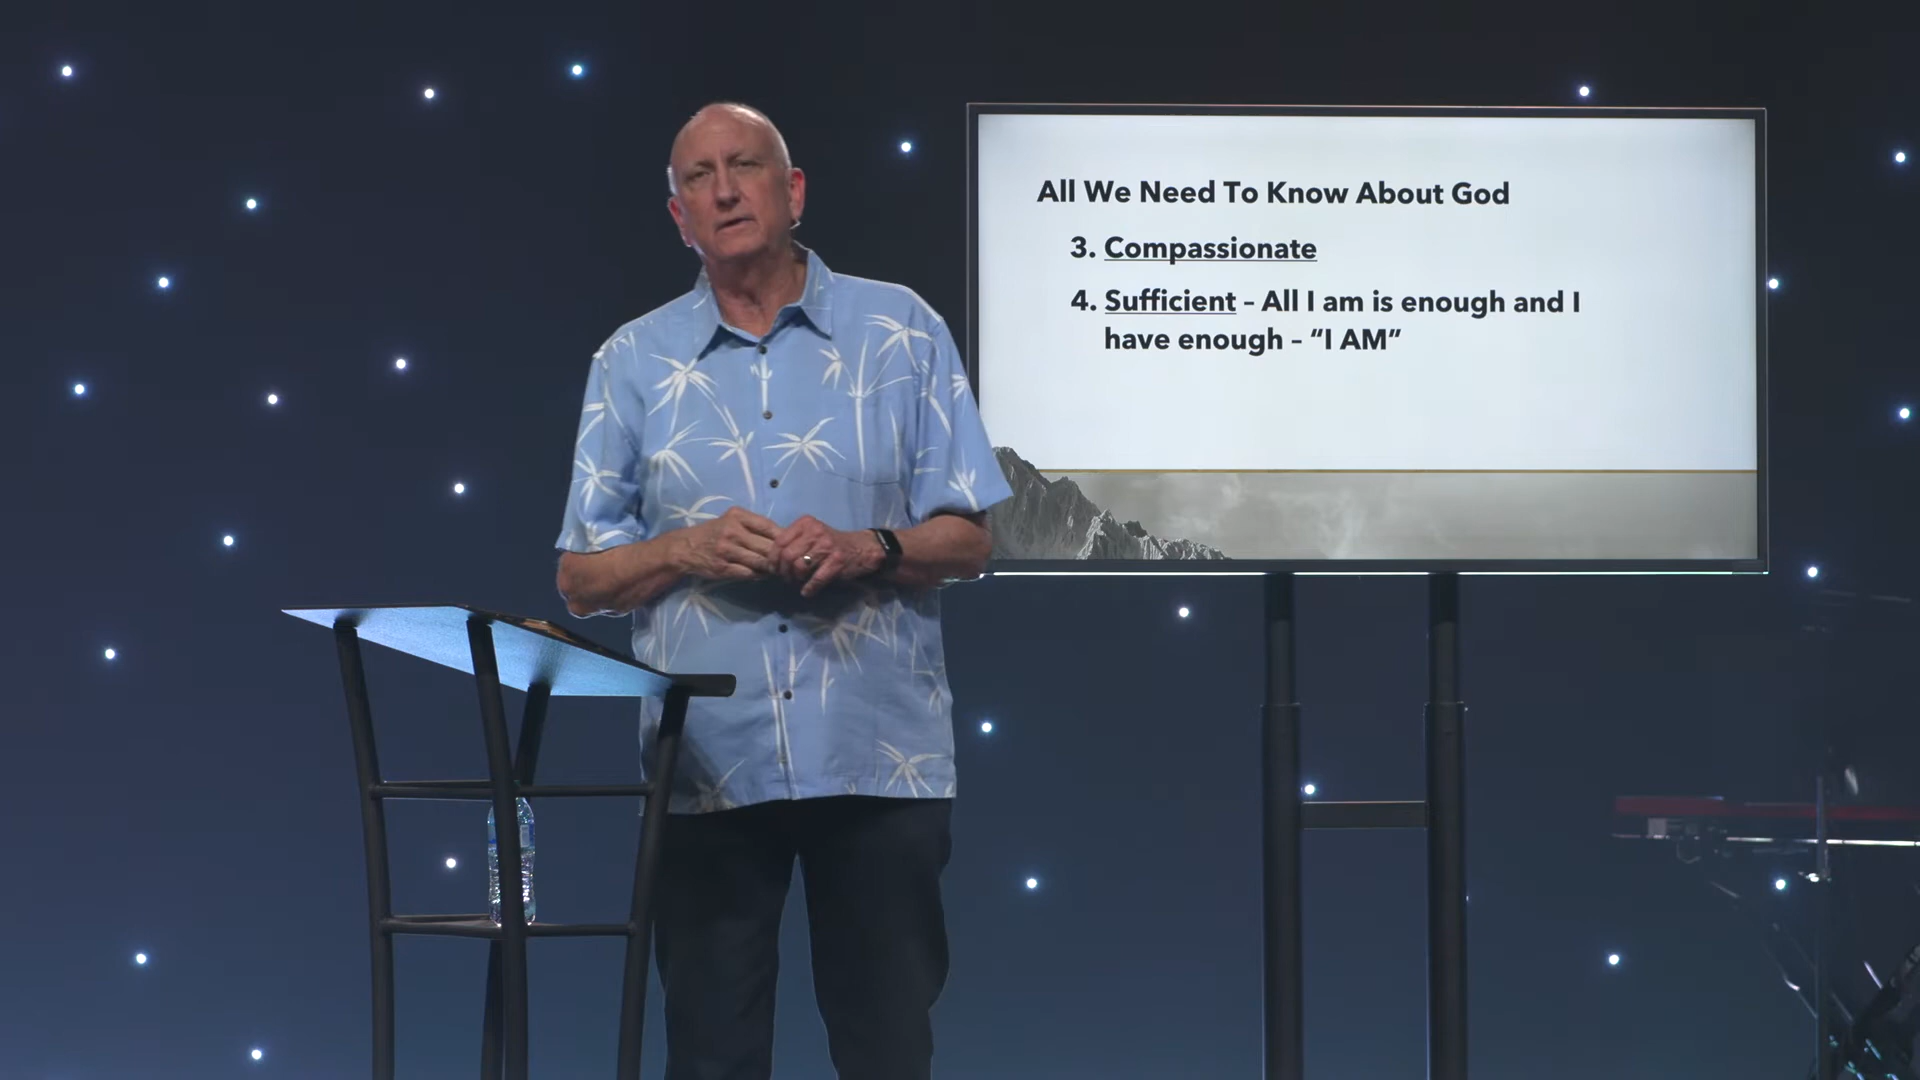 All We Need To Know About God
3. Compassionate
4. Sufficient – All I am is enough and I
have enough – “I AM”